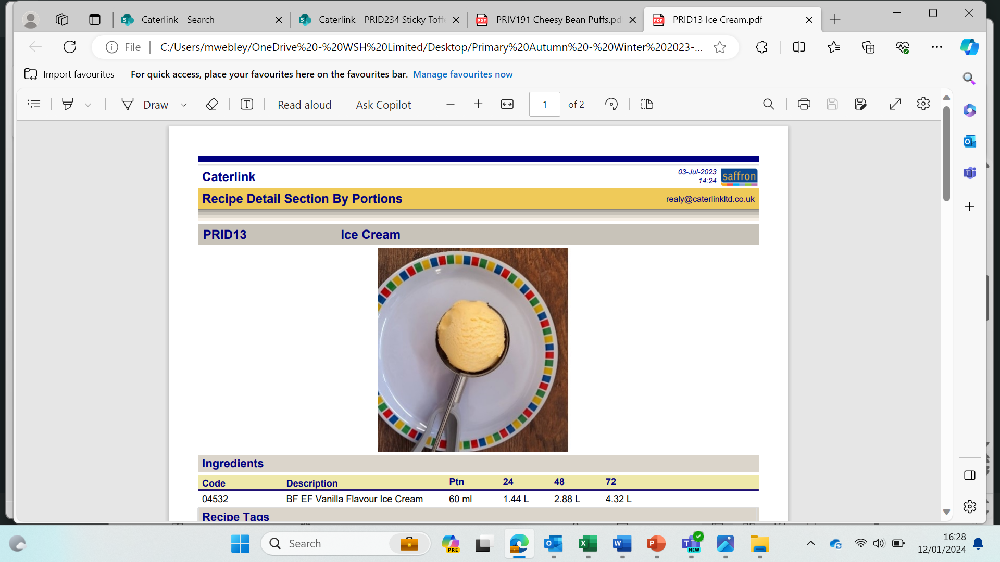 Caterlink - Search
Caterlink - PRID234 Sticky Toffe
PRIV191 Cheesy Bean Puffs.pd
PRID13 Ice Cream.pdf
File
C:/Users/mwebley/OneDrive%20-%20WSH%20Limited/Desktop/Primary%20Autumn%20-%20Winter%202023-...
Import favourites
For quick access, place your favourites here on the favourites bar. Manage favourites now
Draw
Read aloud
Ask Copilot
1 of 2
Caterlink
03-Jul-2023
14:24
saffron
Recipe Detail Section By Portions
realy@caterlinkltd.co.uk
PRID13 Ice Cream
Ingredients
Code Description Ptn 24 48 72
04532 BF EF Vanilla Flavour Ice Cream 60 ml 1.44 L 2.88 L 4.32 L
Recipe Tags
Search
PRE
NEW
16:28
12/01/2024